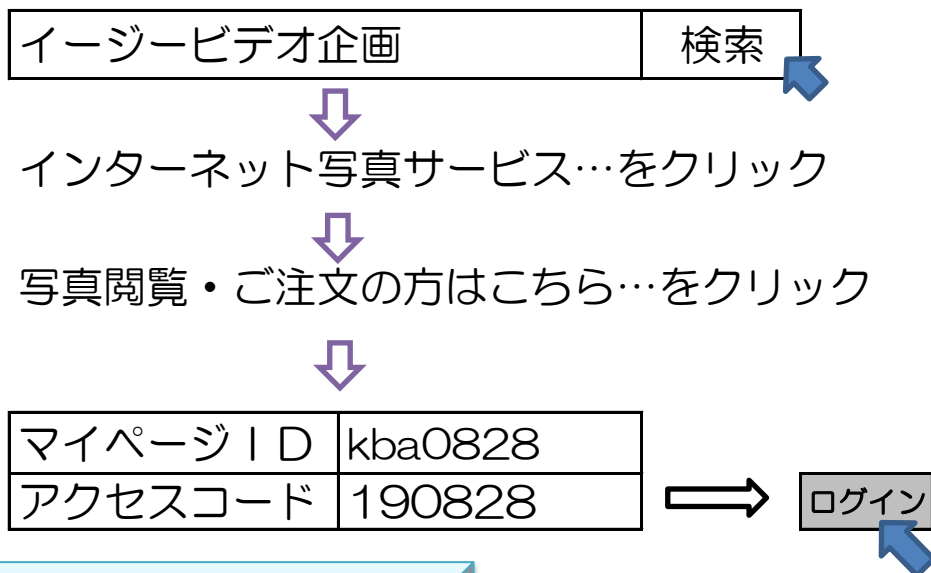 イージービデオ企画 検索
インターネット写真サービス…をクリック
写真閲覧・ご注文の方はこちら…をクリック
マイページＩＤ kba0828
アクセスコード 190828 ログイン